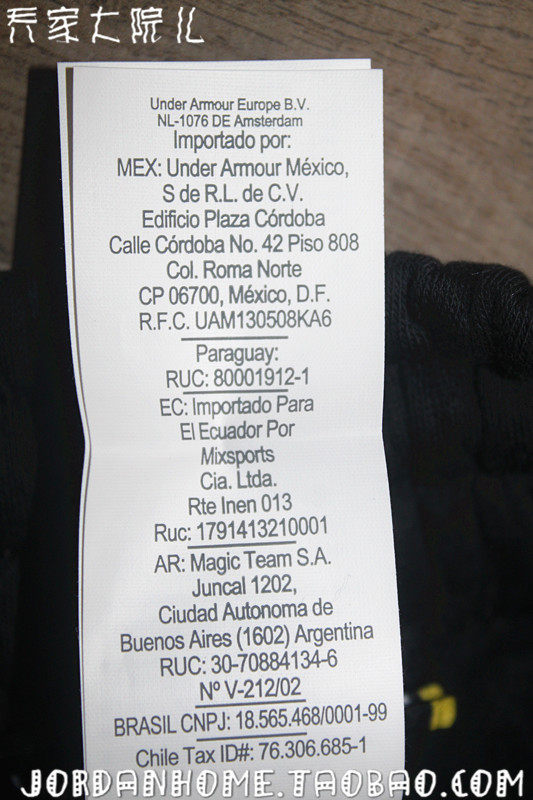 乔家大院儿
Under Armour Europe B.V.
NL-1076 DE Amsterdam
Importado por:
MEX: Under Armour México,
S de R.L. de C.V.
Edificio Plaza Córdoba
Calle Córdoba No. 42 Piso 808
Col. Roma Norte
CP 06700, México, D.F.
R.F.C. UAM130508KA6
Paraguay:
RUC: 80001912-1
EC: Importado Para
El Ecuador Por
Mixsports
Cia. Ltda.
Rte Inen 013
Ruc: 1791413210001
AR: Magic Team S.A.
Juncal 1202,
Ciudad Autonoma de
Buenos Aires (1602) Argentina
RUC: 30-70884134-6
Nº V-212/02
BRASIL CNPJ: 18.565.468/0001-99
Chile Tax ID#: 76.306.685-1
JORDANHOME.TAOBAO.COM